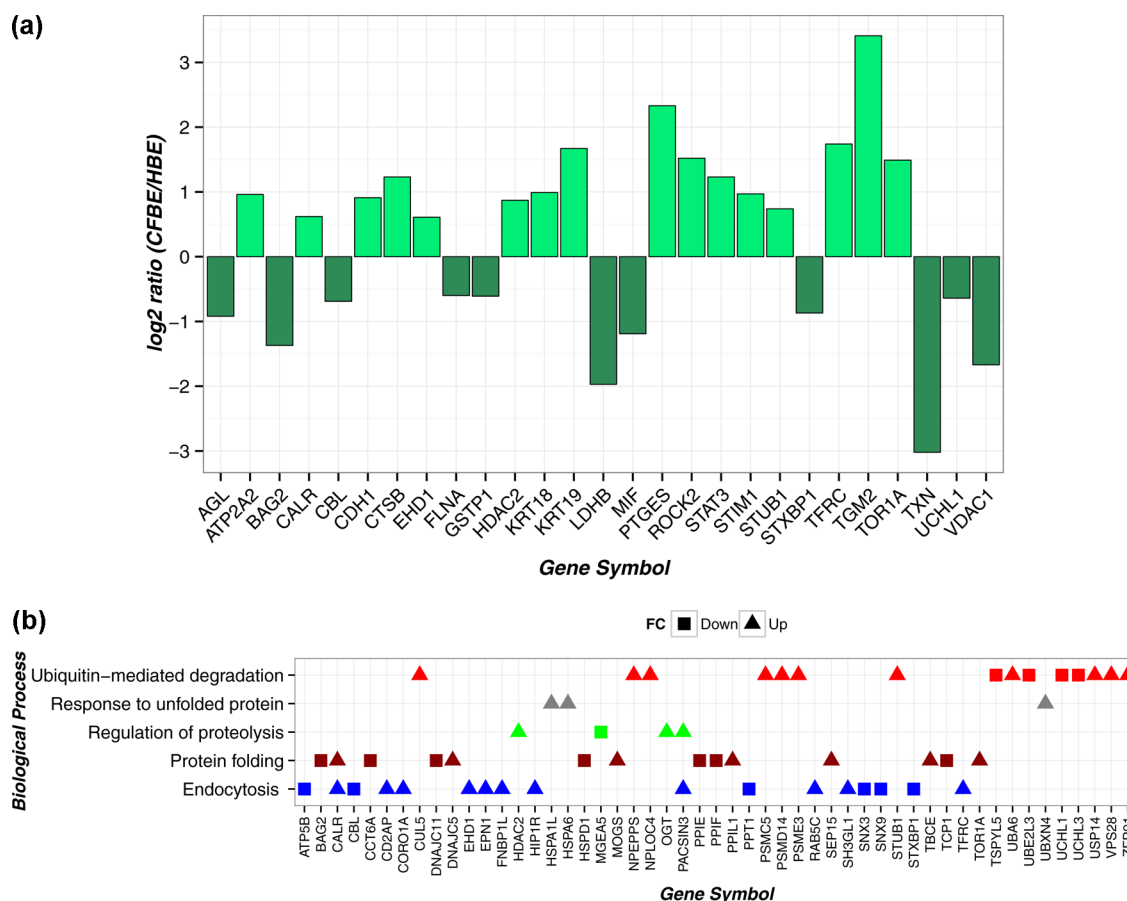 (a)
log2 ratio (CFBE/HBE)
3
2
1
0
−1
−2
−3
AGL
ATP2A2
BAG2
CALR
CBL
CDH1
CTSB
EHD1
FLNA
GSTP1
HDAC2
KRT18
KRT19
LDHB
MIF
PTGES
ROCK2
STAT3
STIM1
STUB1
STXBP1
TFRC
TGM2
TOR1A
TXN
UCHL1
VDAC1
Gene Symbol
(b)
FC Down Up
Biological Process
Ubiquitin−mediated degradation
Response to unfolded protein
Regulation of proteolysis
Protein folding
Endocytosis
ATP5B
BAG2
CALR
CBL
CCT6A
CD2AP
CORO1A
CUL5
DNAJC11
DNAJC5
EHD1
EPN1
FNBP1L
HDAC2
HIP1R
HSPA1L
HSPA6
HSPD1
MGEA5
MOGS
NPEPPS
NPLOC4
OGT
PACSIN3
PPIE
PPIF
PPIL1
PPT1
PSMC5
PSMD14
PSME3
RAB5C
SEP15
SH3GL1
SNX3
SNX9
STUB1
STXBP1
TBCE
TCP1
TFRC
TOR1A
TSPYL5
UBA6
UBE2L3
UBXN4
UCHL1
UCHL3
USP14
VPS28
Gene Symbol